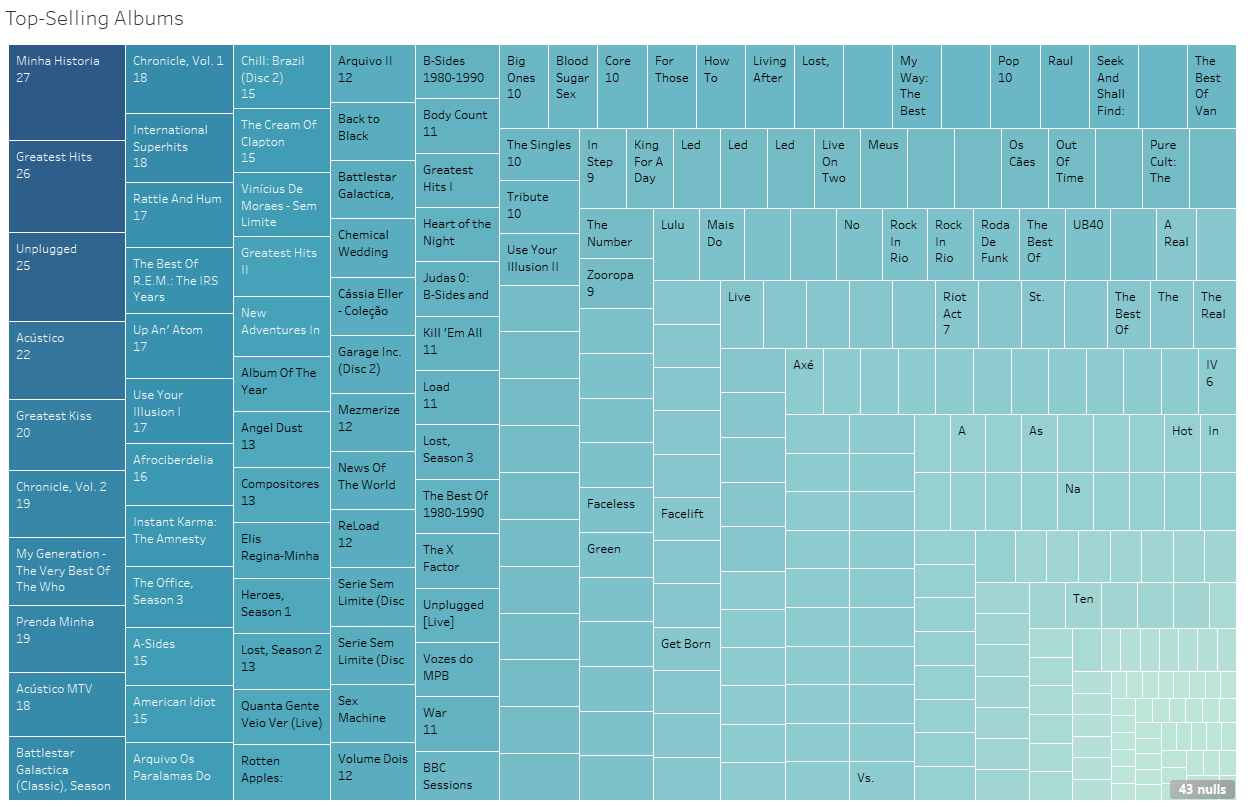 Top-Selling Albums
Minha Historia
27
Greatest Hits
26
Unplugged
25
Acústico
22
Greatest Kiss
20
Chronicle, Vol. 2
19
My Generation -
The Very Best Of
The Who
Prenda Minha
19
Acústico MTV
18
Battlestar
Galactica
(Classic), Season
Chronicle, Vol. 1
18
International
Superhits
18
Rattle And Hum
17
The Best Of
R.E.M.: The IRS
Years
Up An' Atom
17
Use Your
Illusion I
17
Afrociberdelia
16
Instant Karma:
The Amnesty
The Office,
Season 3
A-Sides
15
American Idiot
15
Arquivo Os
Paralamas Do
Chill: Brazil
(Disc 2)
15
The Cream Of
Clapton
15
Vinícius De
Moraes - Sem
Limite
Greatest Hits
II
New
Adventures In
Album Of The
Year
Angel Dust
13
Compositores
13
Elis
Regina-Minha
Heroes,
Season 1
Lost, Season 2
13
Quanta Gente
Veio Ver (Live)
Rotten
Apples:
Arquivo II
12
Back to
Black
Battlestar
Galactica,
Chemical
Wedding
Cássia Eller
- Coleção
Garage Inc.
(Disc 2)
Mezmerize
12
News Of
The World
ReLoad
12
Serie Sem
Limite (Disc
Serie Sem
Limite (Disc
Sex
Machine
Volume Dois
12
B-Sides
1980-1990
Body Count
11
Greatest
Hits I
Heart of the
Night
Judas 0:
B-Sides and
Kill 'Em All
11
Load
11
Lost,
Season 3
The Best Of
1980-1990
The X
Factor
Unplugged
[Live]
Vozes do
MPB
War
11
BBC
Sessions
Big
Ones
10
Blood
Sugar
Sex
Core
10
For
Those
How
To
Living
After
Lost,
My
Way:
The
Best
Pop
10
Raul
Seek
And
Shall
Find:
The
Best
Of
Van
The Singles
10
Tribute
10
Use Your
Illusion II
In
Step
9
King
For A
Day
Led
Led
Led
Live
On
Two
Meus
Os
Cães
Out
Of
Time
Pure
Cult:
The
The
Number
Zooropa
9
Faceless
Green
Lulu
Mais
Do
No
Rock
In
Rio
Rock
In
Rio
Roda
De
Funk
The
Best
Of
UB40
A
Real
Facelift
Get Born
Live
Riot
Act
7
St.
The
Best
Of
The
The
Real
Axé
IV
6
A
As
Hot
In
Na
Ten
Vs.
43 nulls